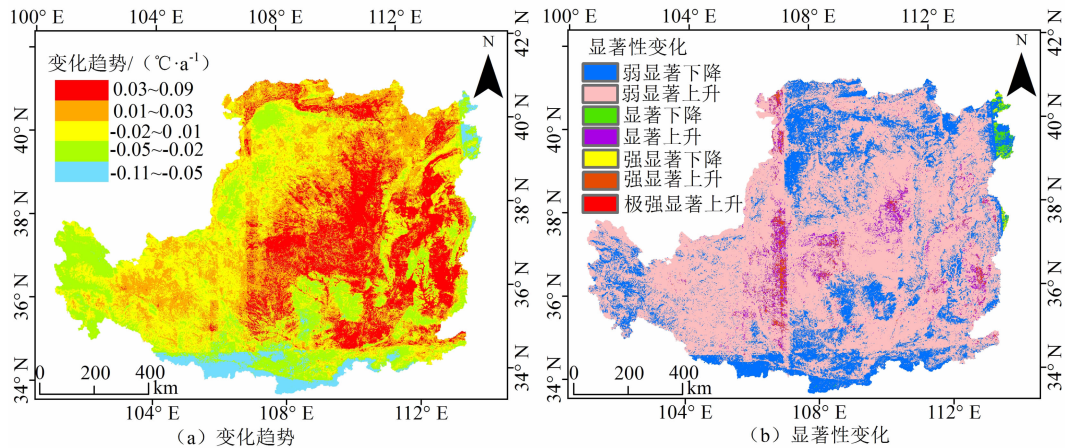 100° E 104° E 108° E 112° E
42° N
40° N
38° N
36° N
34° N
N
变化趋势/（℃·a⁻¹）
0.03~0.09
0.01~0.03
-0.02~0.01
-0.05~-0.02
-0.11~-0.05
40° N
38° N
36° N
34° N
0 200 400
km
104° E 108° E 112° E
（a）变化趋势
100° E 104° E 108° E 112° E
42° N
40° N
38° N
36° N
34° N
N
显著性变化
弱显著下降
弱显著上升
显著下降
显著上升
强显著下降
强显著上升
极强显著上升
40° N
38° N
36° N
34° N
0 200 400
km
104° E 108° E 112° E
（b）显著性变化